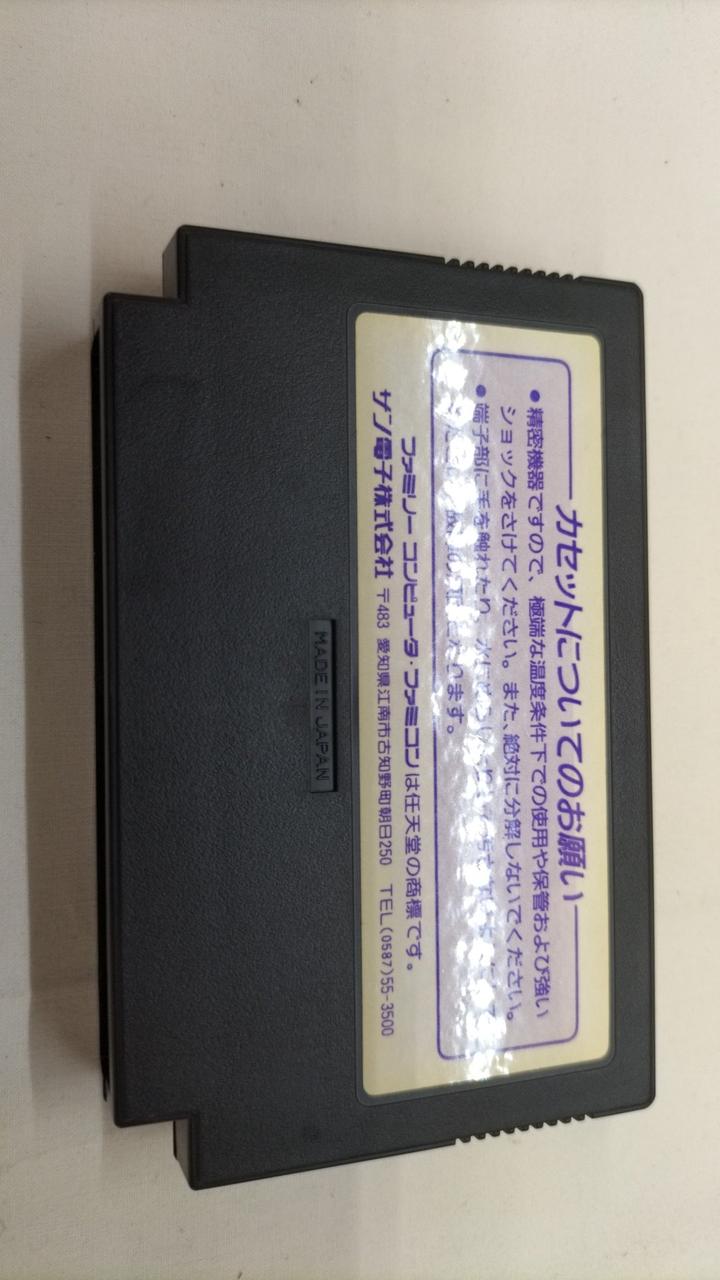 カセットについてのお願い
●精密機器ですので、極端な温度条件下での使用や保管および強い
ショックをさけてください。また、絶対に分解しないでください。
●端子部に手を触れたり、水に
ります。
ファミリー コンピュータ・ファミコンは任天堂の商標です。
サン電子株式会社 〒483 愛知県江南市古知野町朝日250 TEL(0587)55-3500
MADE IN JAPAN